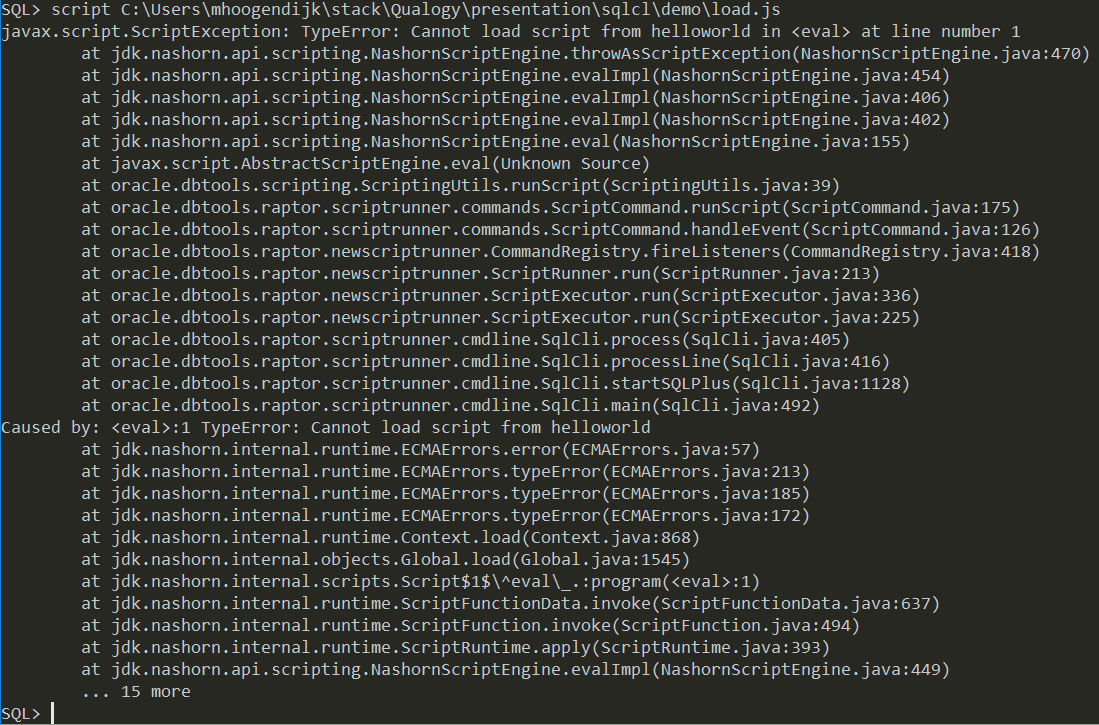 SQL> script C:\Users\mhoogendijk\stack\Qualogy\presentation\sqlcl\demo\load.js
javax.script.ScriptException: TypeError: Cannot load script from helloworld in <eval> at line number 1
at jdk.nashorn.api.scripting.NashornScriptEngine.throwAsScriptException(NashornScriptEngine.java:470)
at jdk.nashorn.api.scripting.NashornScriptEngine.evalImpl(NashornScriptEngine.java:454)
at jdk.nashorn.api.scripting.NashornScriptEngine.evalImpl(NashornScriptEngine.java:406)
at jdk.nashorn.api.scripting.NashornScriptEngine.evalImpl(NashornScriptEngine.java:402)
at jdk.nashorn.api.scripting.NashornScriptEngine.eval(NashornScriptEngine.java:155)
at javax.script.AbstractScriptEngine.eval(Unknown Source)
at oracle.dbtools.scripting.ScriptingUtils.runScript(ScriptingUtils.java:39)
at oracle.dbtools.raptor.scriptrunner.commands.ScriptCommand.runScript(ScriptCommand.java:175)
at oracle.dbtools.raptor.scriptrunner.commands.ScriptCommand.handleEvent(ScriptCommand.java:126)
at oracle.dbtools.raptor.newscriptrunner.CommandRegistry.fireListeners(CommandRegistry.java:418)
at oracle.dbtools.raptor.newscriptrunner.ScriptRunner.run(ScriptRunner.java:213)
at oracle.dbtools.raptor.newscriptrunner.ScriptExecutor.run(ScriptExecutor.java:336)
at oracle.dbtools.raptor.newscriptrunner.ScriptExecutor.run(ScriptExecutor.java:225)
at oracle.dbtools.raptor.scriptrunner.cmdline.SqlCli.process(SqlCli.java:405)
at oracle.dbtools.raptor.scriptrunner.cmdline.SqlCli.processLine(SqlCli.java:416)
at oracle.dbtools.raptor.scriptrunner.cmdline.SqlCli.startSQLPlus(SqlCli.java:1128)
at oracle.dbtools.raptor.scriptrunner.cmdline.SqlCli.main(SqlCli.java:492)
Caused by: <eval>:1 TypeError: Cannot load script from helloworld
at jdk.nashorn.internal.runtime.ECMAErrors.error(ECMAErrors.java:57)
at jdk.nashorn.internal.runtime.ECMAErrors.typeError(ECMAErrors.java:213)
at jdk.nashorn.internal.runtime.ECMAErrors.typeError(ECMAErrors.java:185)
at jdk.nashorn.internal.runtime.ECMAErrors.typeError(ECMAErrors.java:172)
at jdk.nashorn.internal.runtime.Context.load(Context.java:868)
at jdk.nashorn.internal.objects.Global.load(Global.java:1545)
at jdk.nashorn.internal.scripts.Script$1$\^eval\_.:program(<eval>:1)
at jdk.nashorn.internal.runtime.ScriptFunctionData.invoke(ScriptFunctionData.java:637)
at jdk.nashorn.internal.runtime.ScriptFunction.invoke(ScriptFunction.java:494)
at jdk.nashorn.internal.runtime.ScriptRuntime.apply(ScriptRuntime.java:393)
at jdk.nashorn.api.scripting.NashornScriptEngine.evalImpl(NashornScriptEngine.java:449)
... 15 more
SQL>